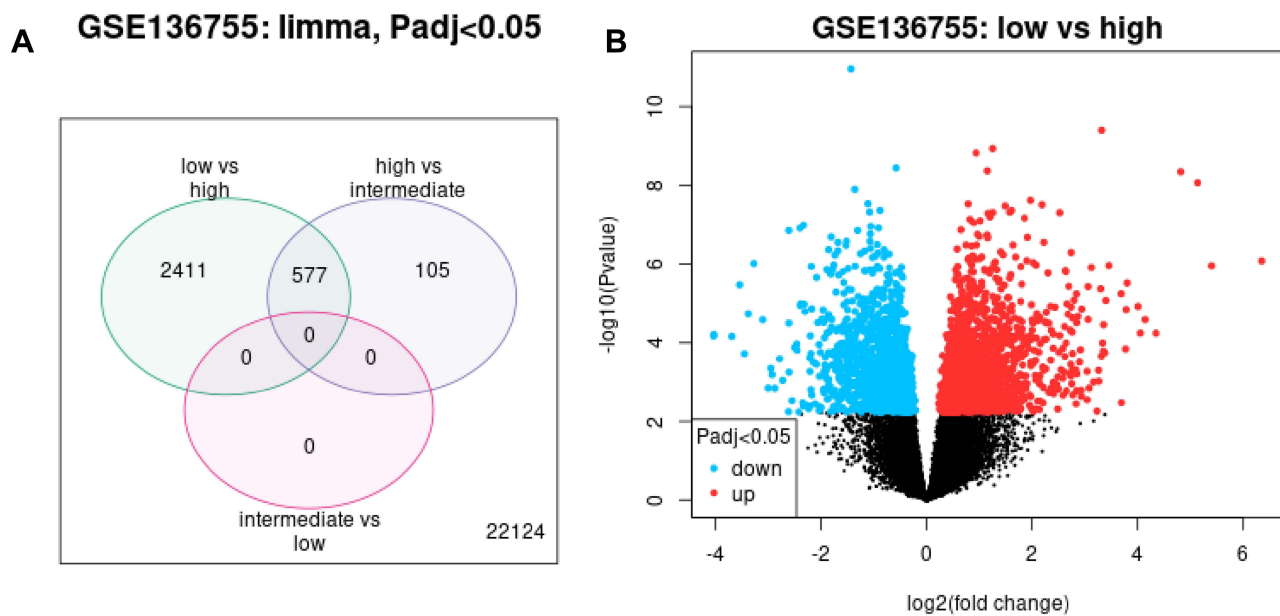 A
GSE136755: limma, Padj<0.05
low vs
high
high vs
intermediate
2411
577
105
0
0
0
0
intermediate vs
low
22124
B
GSE136755: low vs high
-log10(Pvalue)
10
8
6
4
2
0
Padj<0.05
down
up
-4
-2
0
2
4
6
log2(fold change)